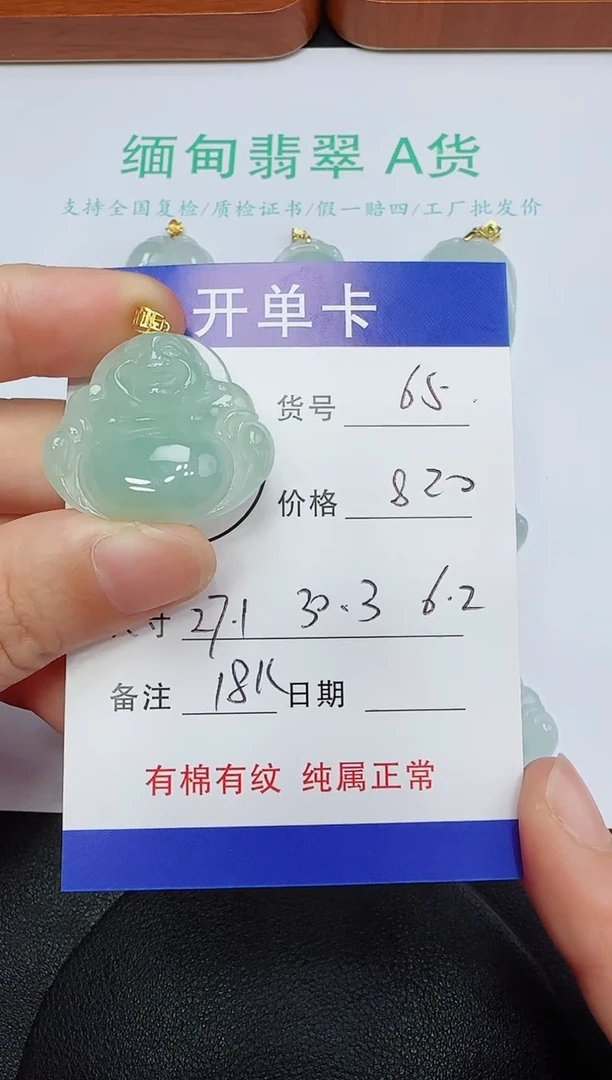 缅甸翡翠 A货
支持全国复检/质检证书/假一赔四/工厂批发价
开单卡
货号 65
价格 820
寸 27.1 30.3 6.2
备注 18K 日期
有棉有纹 纯属正常